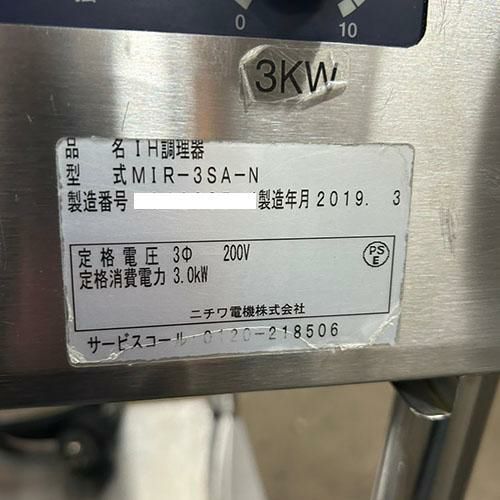 0 10
3KW
品 名 IH調理器
型 式 MIR-3SA-N
製造番号 製造年月 2019. 3
定格電圧 3Φ 200V
PS
E
定格消費電力 3.0kW
ニチワ電機株式会社
サービスコール 0120-218506